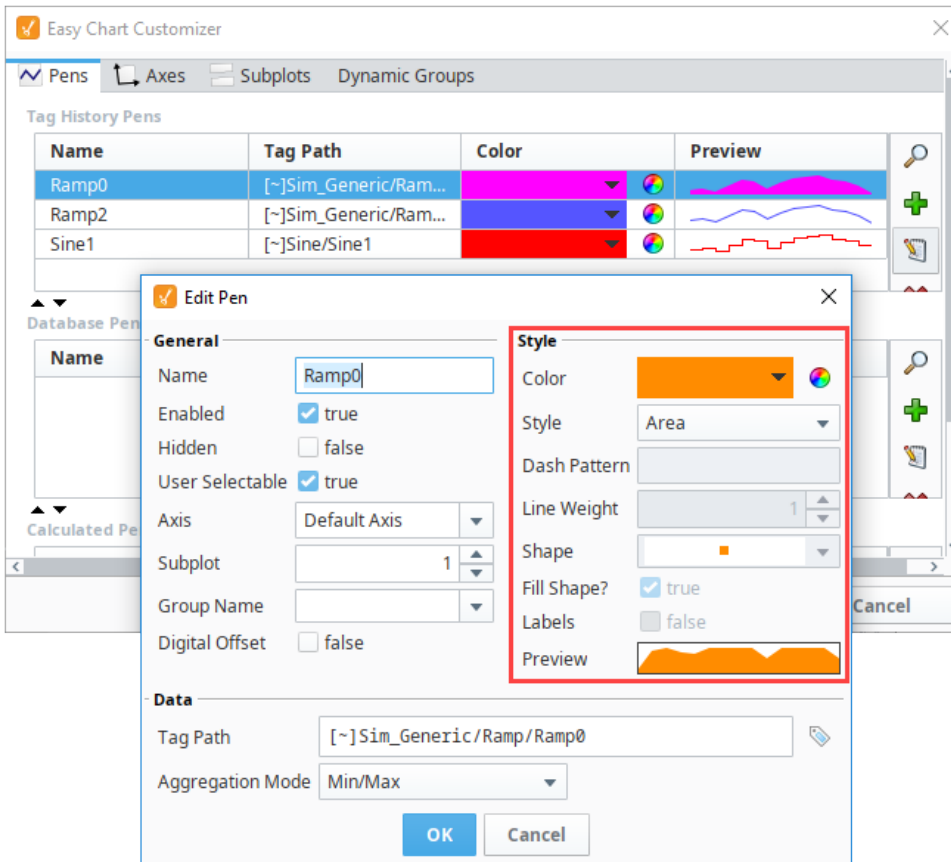 Easy Chart Customizer
Pens Axes Subplots Dynamic Groups
Tag History Pens
Name Tag Path Color Preview
Ramp0 [~]Sim_Generic/Ram...
Ramp2 [~]Sim_Generic/Ram...
Sine1 [~]Sine/Sine1
Database Pen
Name
Calculated Pe
Cancel
Edit Pen
General
Name Ramp0
Enabled true
Hidden false
User Selectable true
Axis Default Axis
Subplot 1
Group Name
Digital Offset false
Style
Color
Style Area
Dash Pattern
Line Weight 1
Shape
Fill Shape? true
Labels false
Preview
Data
Tag Path [~]Sim_Generic/Ramp/Ramp0
Aggregation Mode Min/Max
OK Cancel